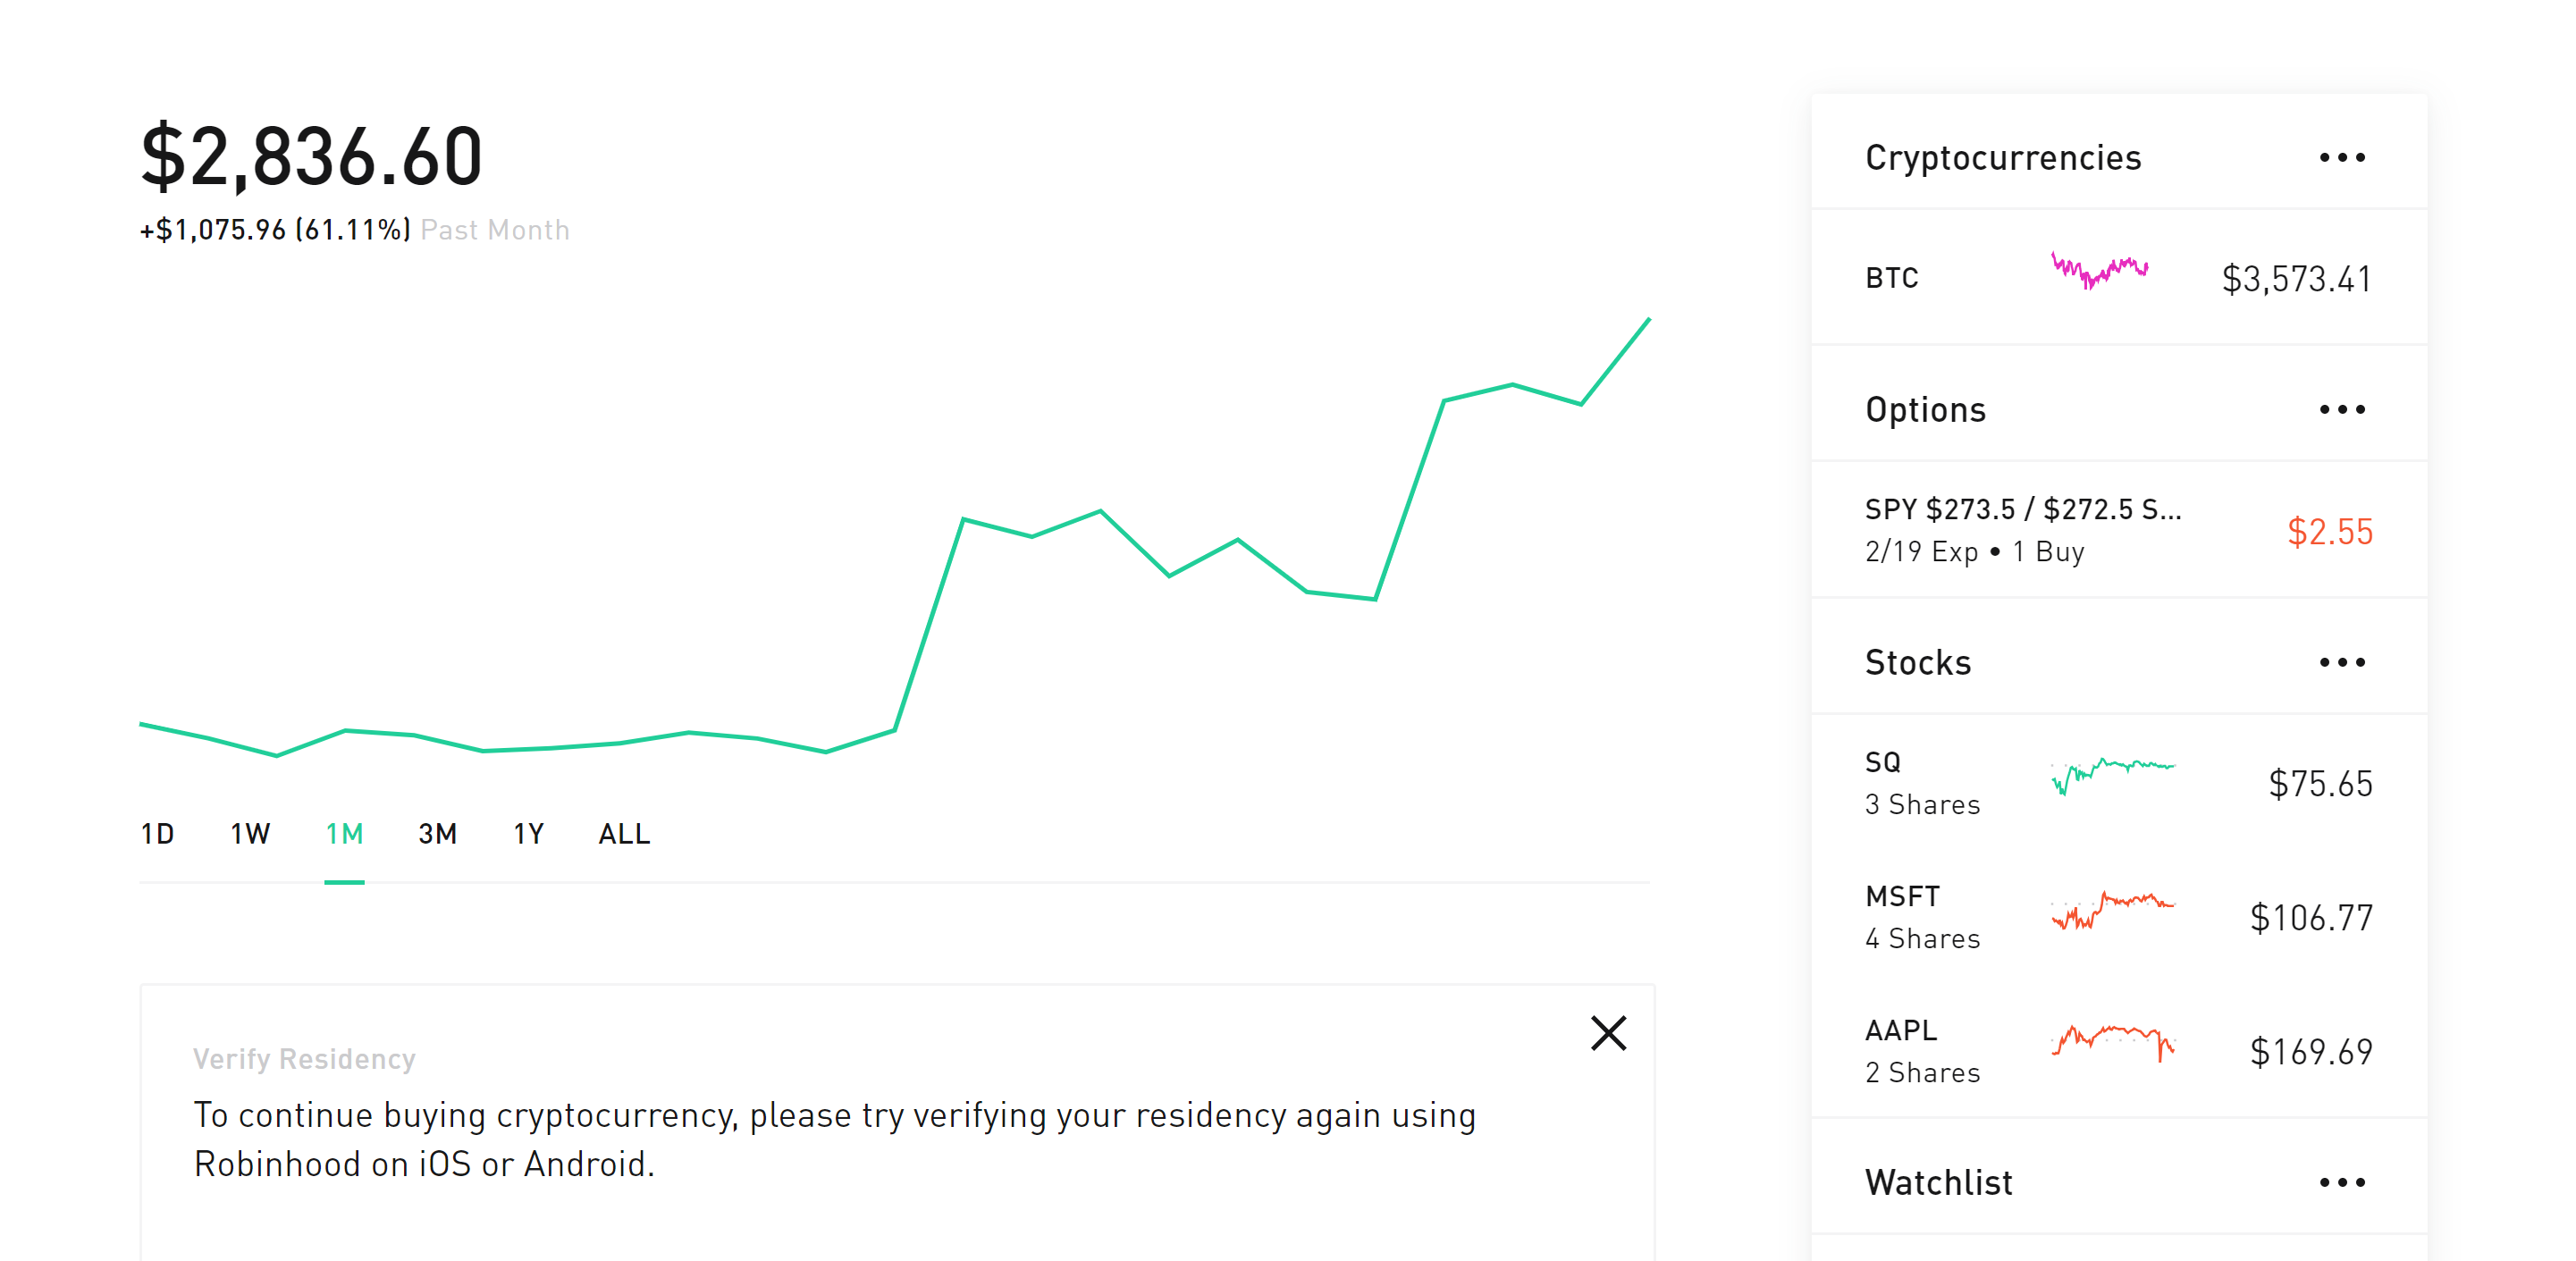 $2,836.60
+$1,075.96 (61.11%) Past Month
1D 1W 1M 3M 1Y ALL
Verify Residency
To continue buying cryptocurrency, please try verifying your residency again using
Robinhood on iOS or Android.
Cryptocurrencies
BTC $3,573.41
Options
SPY $273.5 / $272.5 S...
$2.55
2/19 Exp • 1 Buy
Stocks
SQ
$75.65
3 Shares
MSFT
$106.77
4 Shares
AAPL
$169.69
2 Shares
Watchlist